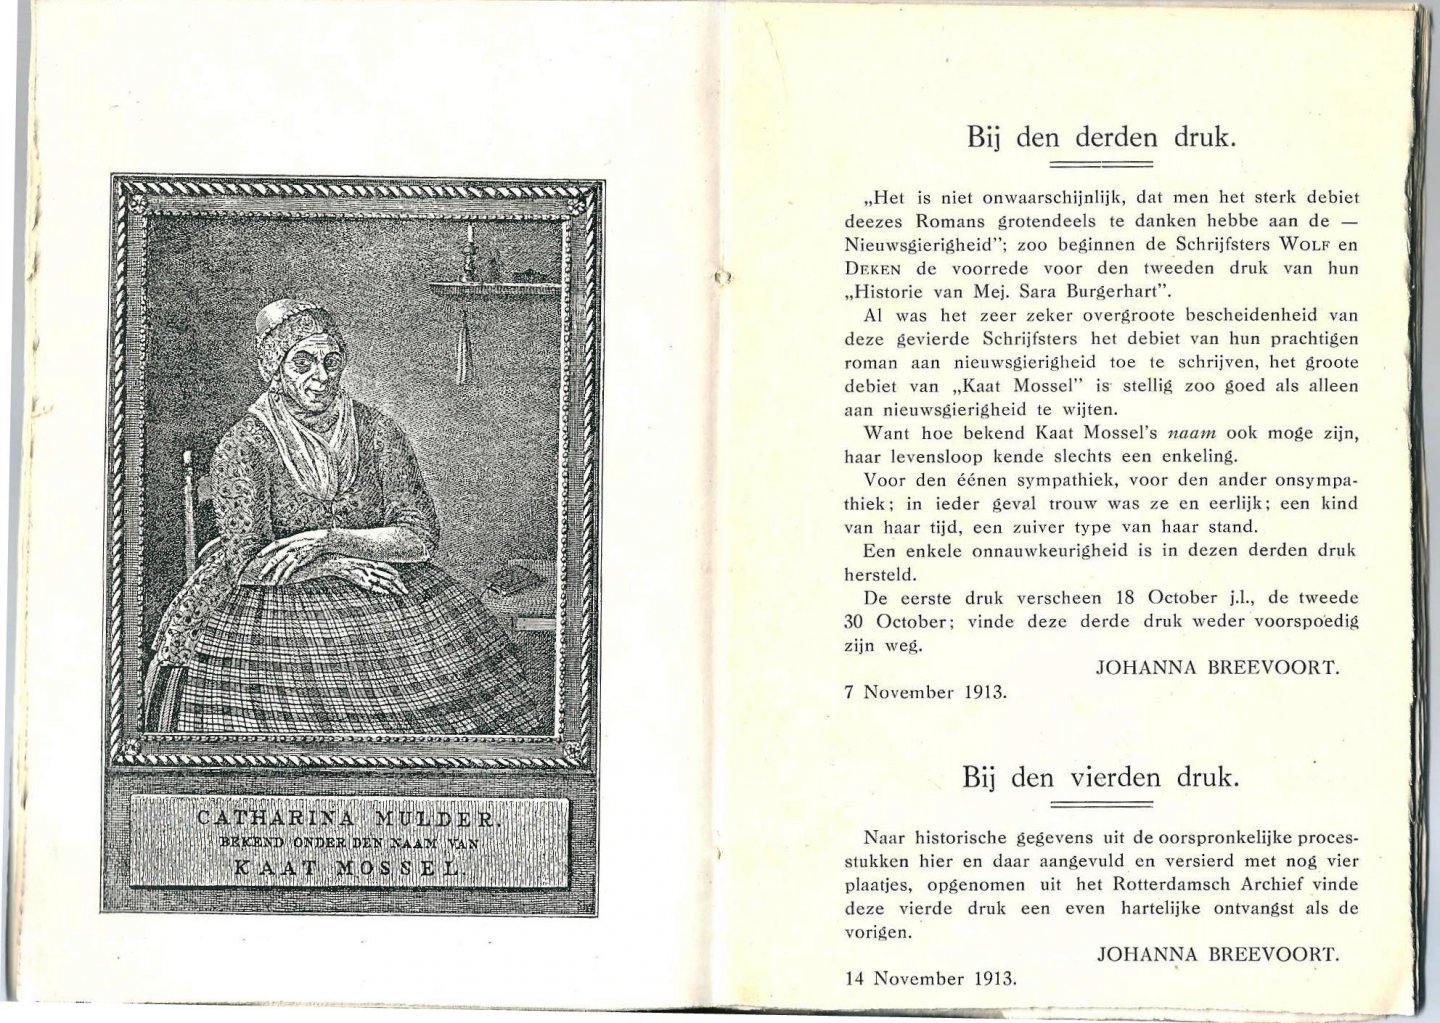 CATHARINA MULDER.
BEKEND ONDER DEN NAAM VAN
KAAT MOSSEL.
Bij den derden druk.
„Het is niet onwaarschijnlijk, dat men het sterk debiet
deezes Romans grotendeels te danken hebbe aan de —
Nieuwsgierigheid”; zoo beginnen de Schrijfsters WOLF en
DEKEN de voorrede voor den tweeden druk van hun
„Historie van Mej. Sara Burgerhart”.
Al was het zeer zeker overgroote bescheidenheid van
deze gevierde Schrijfsters het debiet van hun prachtigen
roman aan nieuwsgierigheid toe te schrijven, het groote
debiet van „Kaat Mossel” is stellig zoo goed als alleen
aan nieuwsgierigheid te wijten.
Want hoe bekend Kaat Mossel’s naam ook moge zijn,
haar levensloop kende slechts een enkeling.
Voor den éénen sympathiek, voor den ander onsympa-
thiek; in ieder geval trouw was ze en eerlijk; een kind
van haar tijd, een zuiver type van haar stand.
Een enkele onnauwkeurigheid is in dezen derden druk
hersteld.
De eerste druk verscheen 18 October j.l., de tweede
30 October; vinde deze derde druk weder voorspoedig
zijn weg.
JOHANNA BREEVOORT.
7 November 1913.
Bij den vierden druk.
Naar historische gegevens uit de oorspronkelijke proces-
stukken hier en daar aangevuld en versierd met nog vier
plaatjes, opgenomen uit het Rotterdamsch Archief vinde
deze vierde druk een even hartelijke ontvangst als de
vorigen.
JOHANNA BREEVOORT.
14 November 1913.